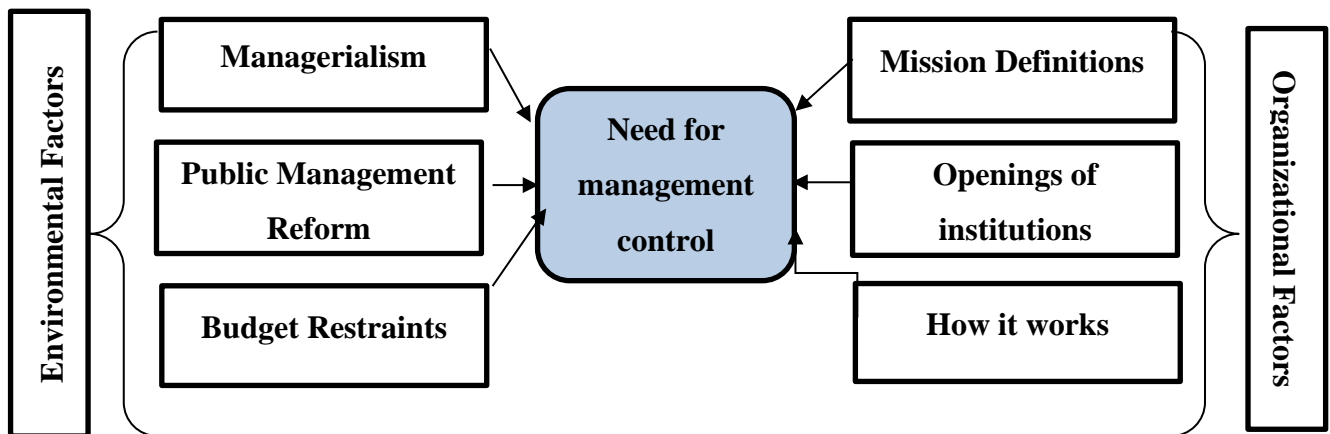 Environmental Factors
Managerialism
Public Management
Reform
Budget Restraints
Need for
management
control
Mission Definitions
Openings of
institutions
How it works
Organizational Factors